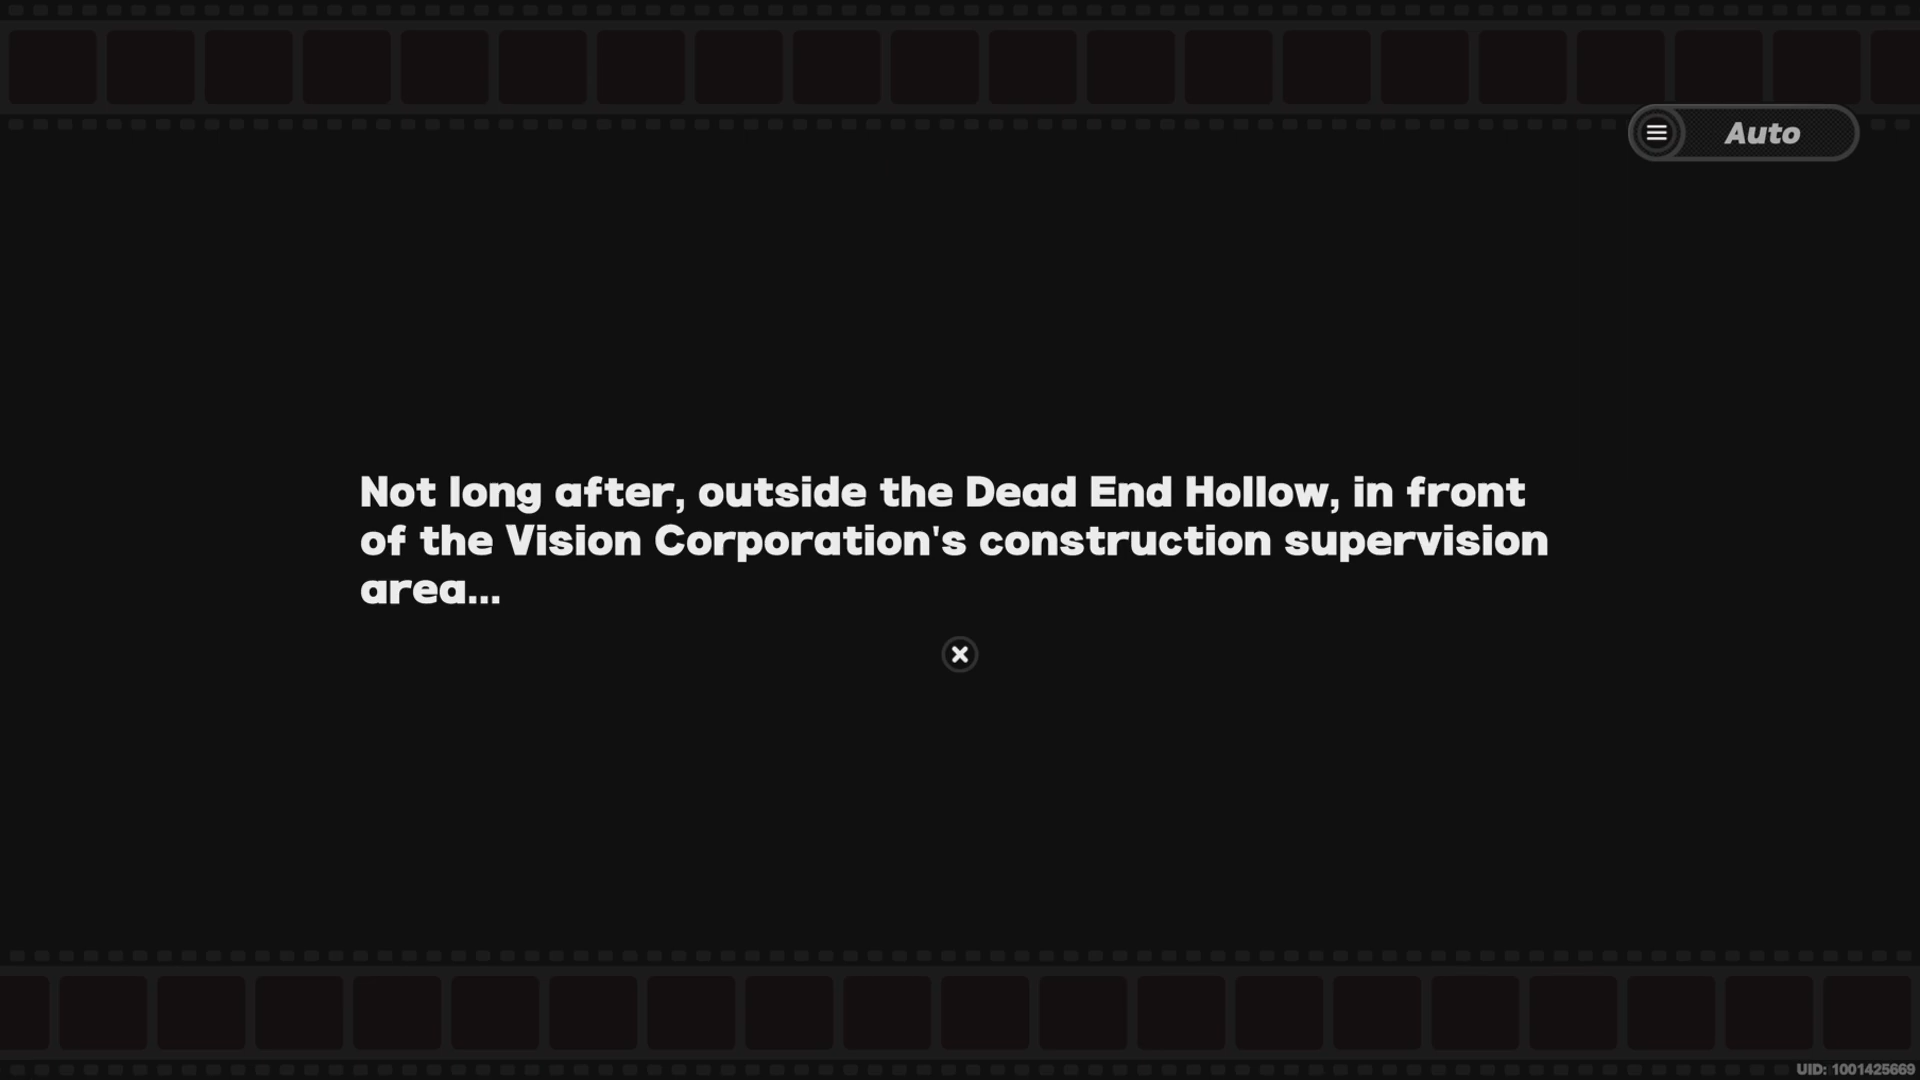 Auto
Not long after, outside the Dead End Hollow, in front
of the Vision Corporation's construction supervision
area...
UID: 1001425669